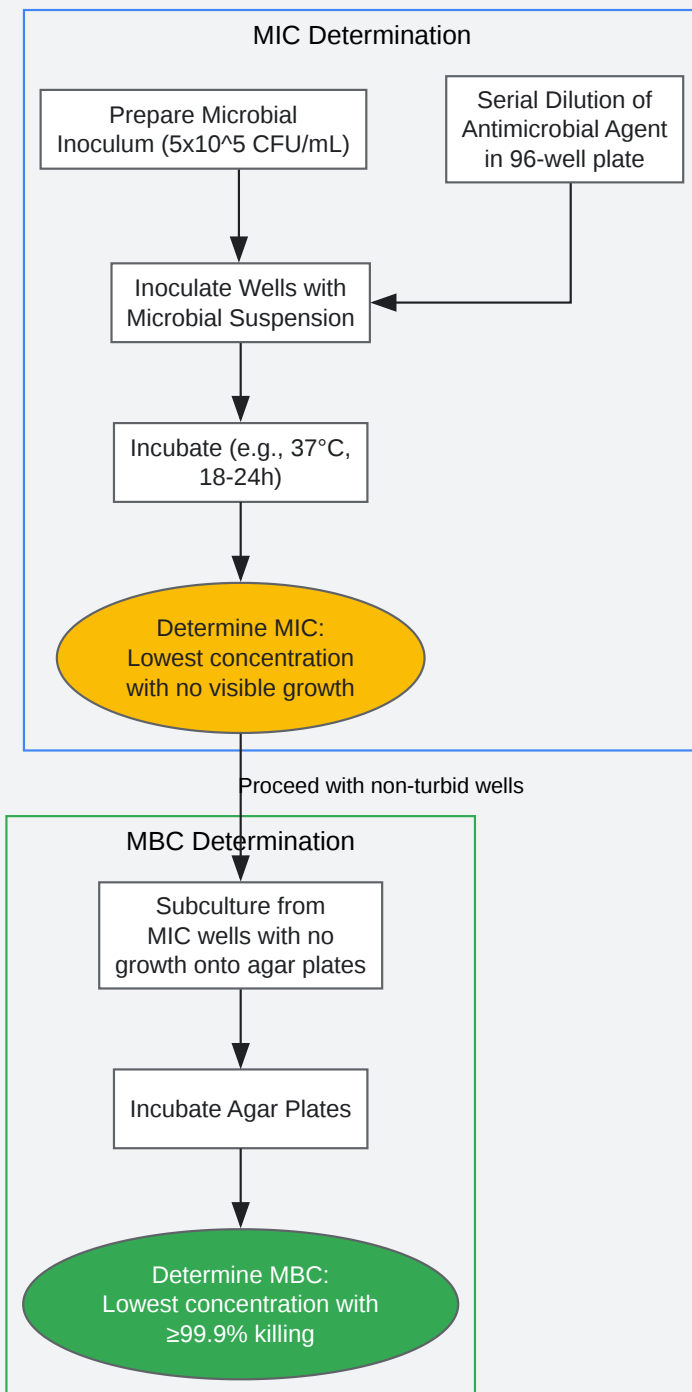 MIC Determination
Prepare Microbial
Inoculum (5x10^5 CFU/mL)
Serial Dilution of
Antimicrobial Agent
in 96-well plate
Inoculate Wells with
Microbial Suspension
Incubate (e.g., 37°C,
18-24h)
Determine MIC:
Lowest concentration
with no visible growth
Proceed with non-turbid wells
MBC Determination
Subculture from
MIC wells with no
growth onto agar plates
Incubate Agar Plates
Determine MBC:
Lowest concentration with
≥99.9% killing